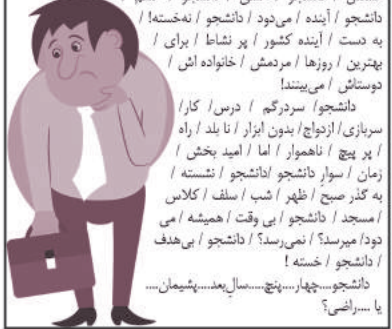 دانشجو / آینده / می‌دود / دانشجو / نه‌خسته! /
به دست / آینده کشور / پر نشاط / برای /
بهترین / روزها / مردمش / خانواده اش /
دوستاش / می‌بینند!
دانشجو/ سردرگم / درس/ کار/
سربازی/ ازدواج/ بدون ابزار / نا بلد / راه
/ پر پیچ / ناهموار / اما / امید بخش /
زمان / سوار دانشجو /دانشجو / نشسته /
به گذر صبح / ظهر / شب / سلف / کلاس
/ مسجد / دانشجو / بی وقت / همیشه / می
دود/ میرسد؟ / نمی‌رسد؟ / دانشجو / بی‌هدف
/ دانشجو / خسته !
دانشجو....چهار....پنج.....سال‌بعد....پشیمان....
یا ....راضی؟